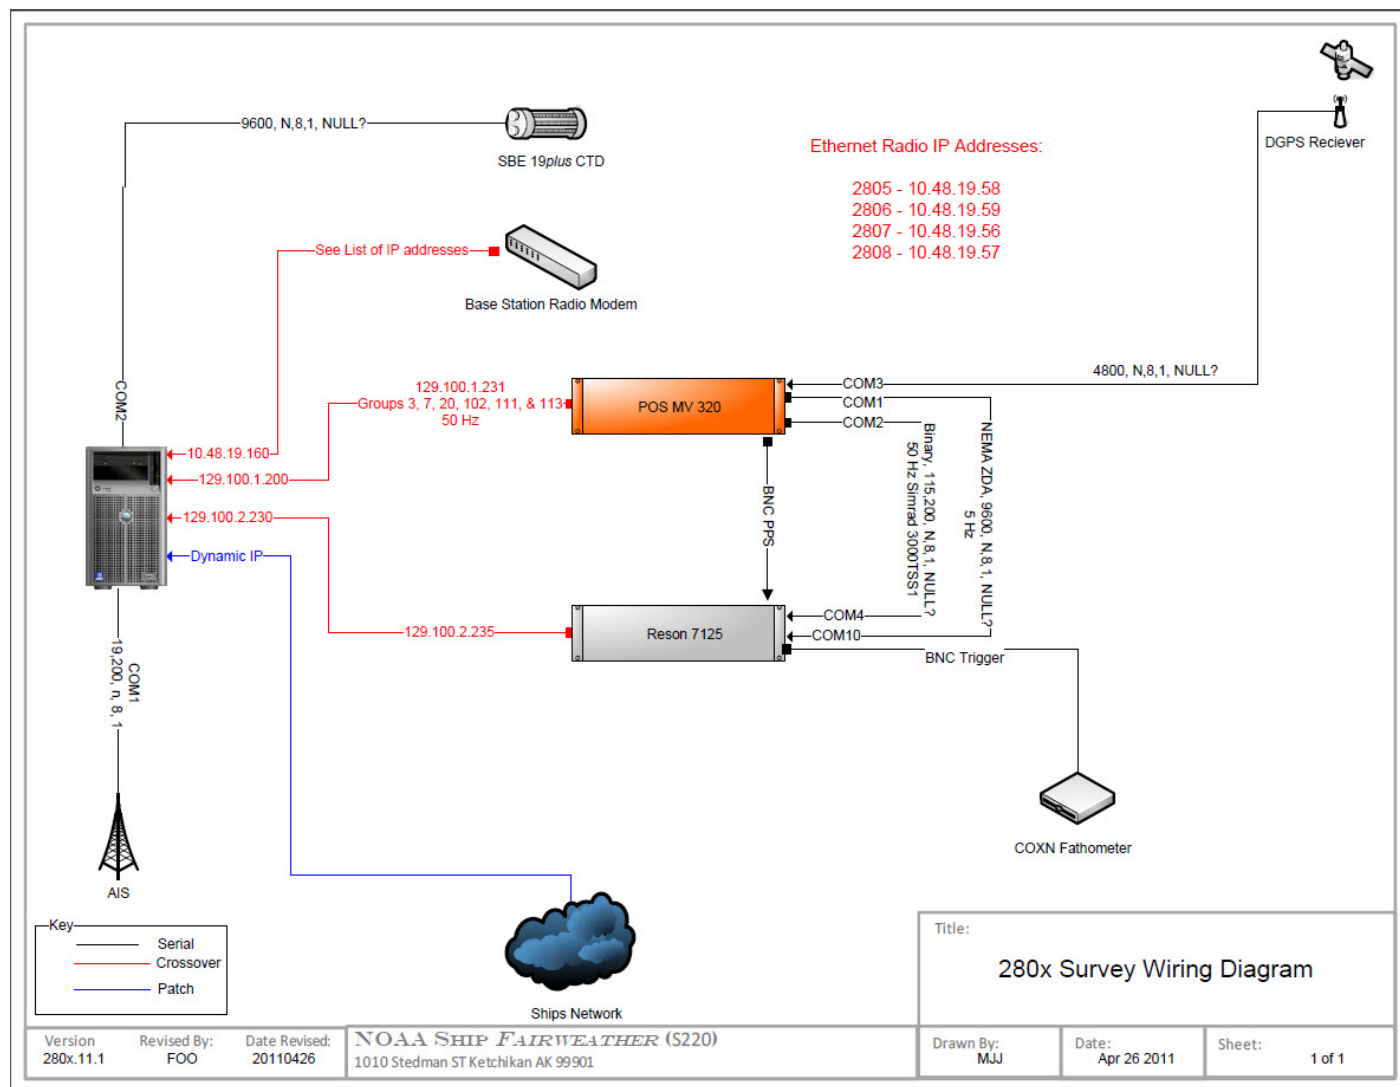 9600, N,8,1, NULL?
SBE 19plus CTD
Ethernet Radio IP Addresses:
2805 - 10.48.19.58
2806 - 10.48.19.59
2807 - 10.48.19.56
2808 - 10.48.19.57
DGPS Reciever
See List of IP addresses
Base Station Radio Modem
4800, N,8,1, NULL?
COM2
129.100.1.231
Groups 3, 7, 20, 102, 111, & 113
50 Hz
POS MV 320
COM3
COM1
COM2
10.48.19.160
129.100.1.200
129.100.2.230
Dynamic IP
BNC PPS
Binary, 115,200, N,8,1, NULL?
50 Hz Simrad 3000TSS1
NEMA ZDA, 9600, N,8,1, NULL?
5 Hz
129.100.2.235
Reson 7125
COM4
COM10
BNC Trigger
COM1
19,200, n, 8, 1
COXN Fathometer
AIS
Ships Network
Key
Serial
Crossover
Patch
Title:
280x Survey Wiring Diagram
Version
280x.11.1
Revised By:
FOO
Date Revised:
20110426
NOAA SHIP FAIRWEATHER (S220)
1010 Stedman ST Ketchikan AK 99901
Drawn By:
MJJ
Date:
Apr 26 2011
Sheet:
1 of 1